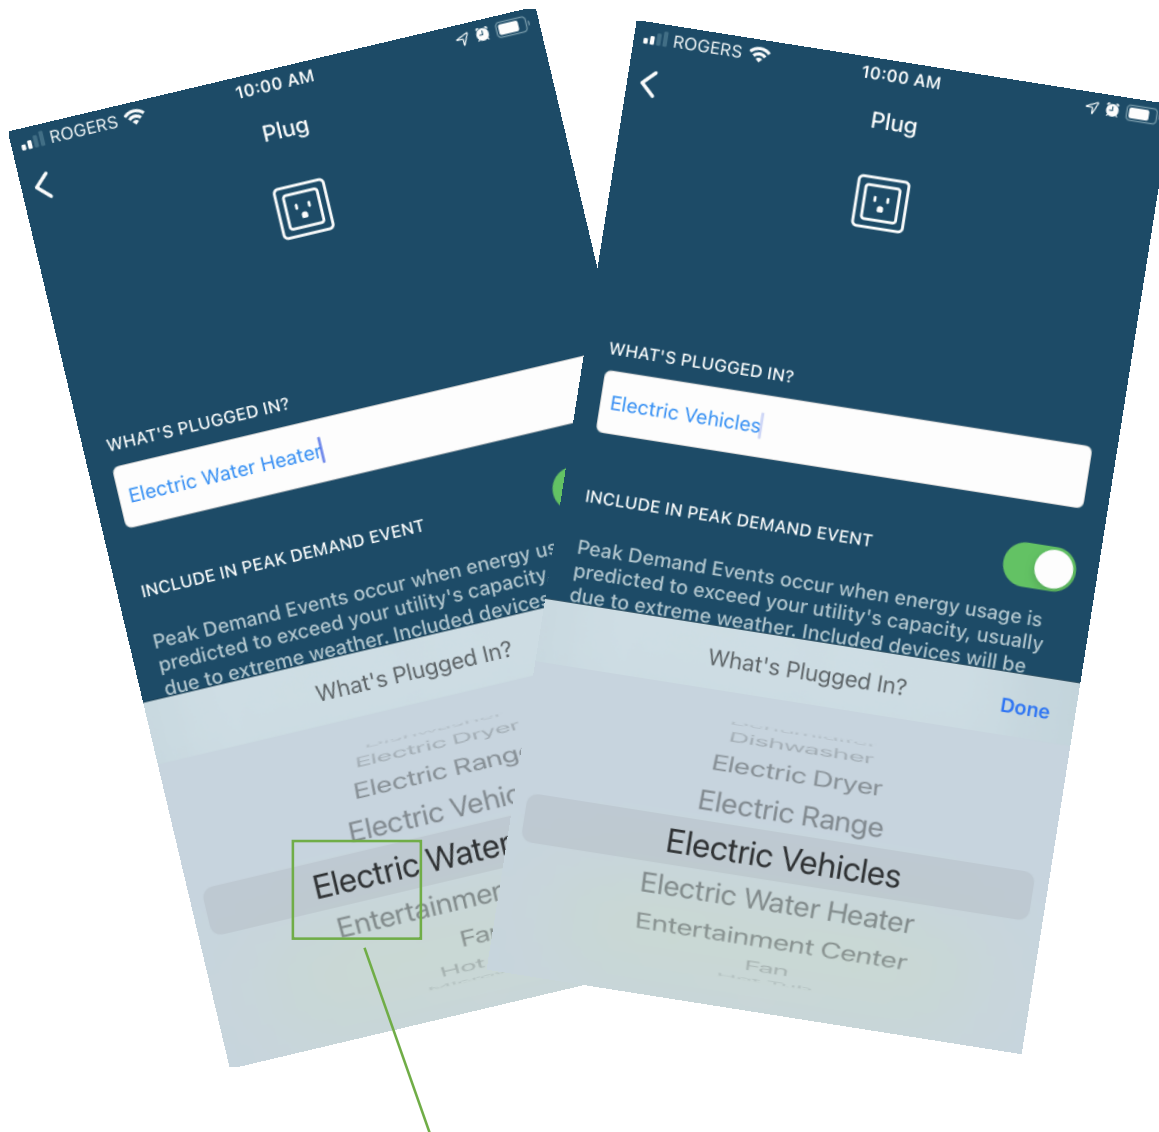 ROGERS
10:00 AM
Plug
WHAT'S PLUGGED IN?
Electric Water Heater
INCLUDE IN PEAK DEMAND EVENT
Peak Demand Events occur when energy
predicted to exceed your utility's capacity
due to extreme weather. Included devices
What's Plugged In?
Dishwasher
Electric Dryer
Electric
Electric
Electric Water
Hot
ROGERS
10:00 AM
Plug
WHAT'S PLUGGED IN?
Electric Vehicles
INCLUDE IN PEAK DEMAND EVENT
Peak Demand Events occur when energy usage is
predicted to exceed your utility's capacity, usually
due to extreme weather. Included devices will be
What's Plugged In?
Done
Dishwasher
Electric Dryer
Electric Range
Electric Vehicles
Electric Water Heater
Entertainment Center
Fan
Hot Tub